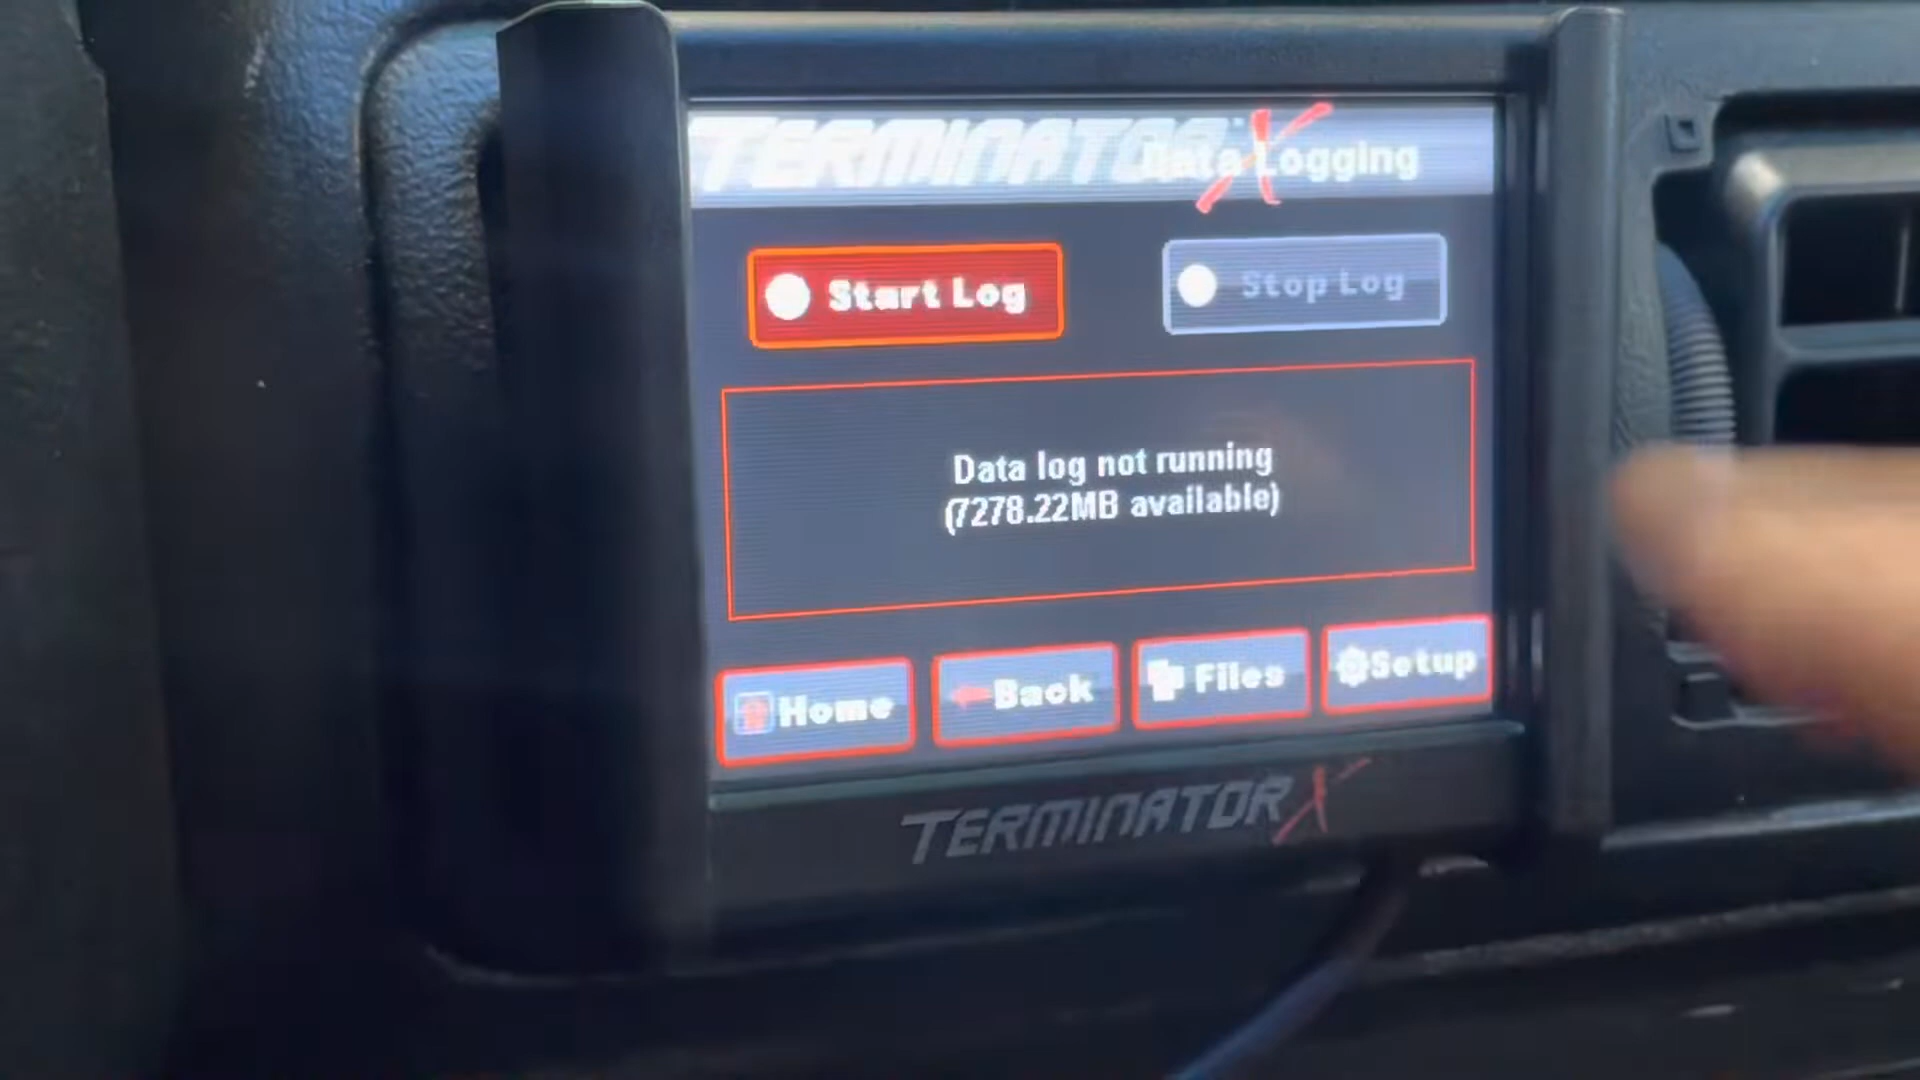 TERMINATOR X
Data Logging
Start Log
Stop Log
Data log not running
(7278.22MB available)
Home
Back
Files
Setup
TERMINATOR X